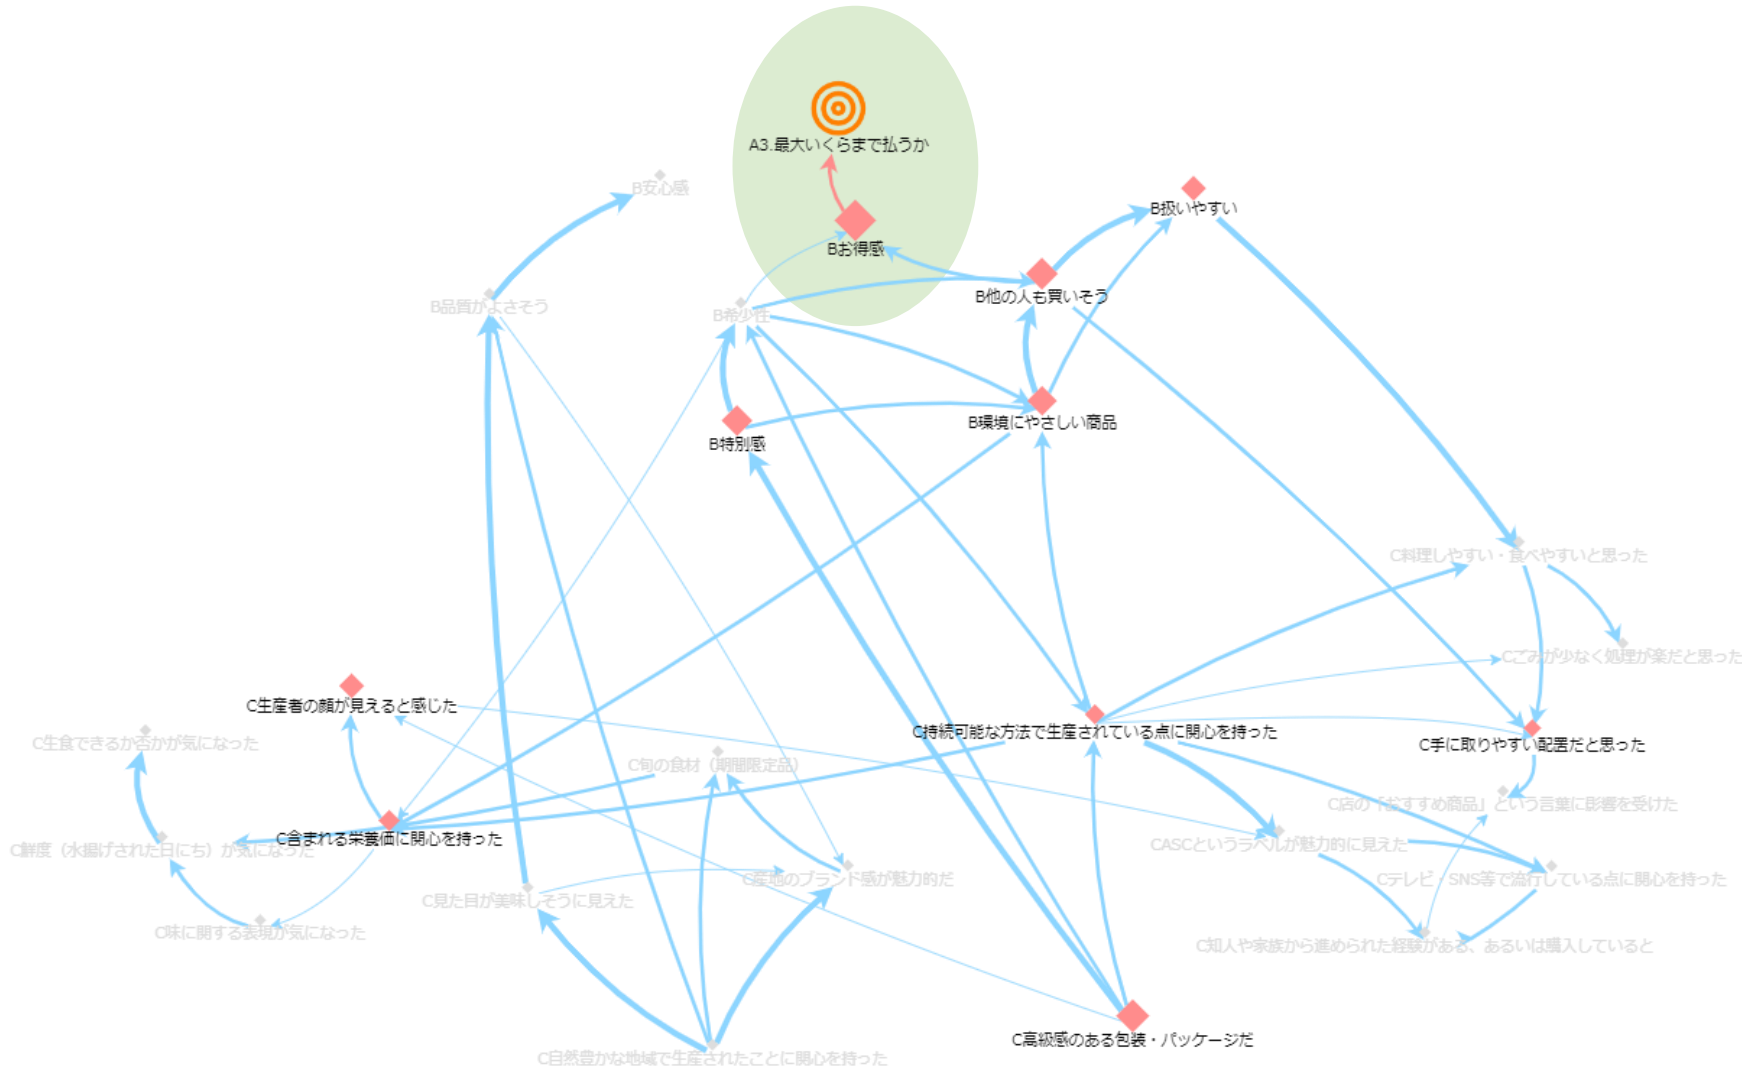 A3.最大いくらまで払うか
B安心感
B扱いやすい
Bお得感
B他の人も買いそう
B品質がよさそう
B希少性
B環境にやさしい商品
B特別感
C料理しやすい・食べやすいと思った
Cごみが少なく処理が楽だと思った
C生産者の顔が見えると感じた
C持続可能な方法で生産されている点に関心を持った
C手に取りやすい配置だと思った
C生食できるか否かが気になった
C旬の食材（期間限定品）
C店の「おすすめ商品」という言葉に影響を受けた
C含まれる栄養価に関心を持った
CASCというラベルが魅力的に見えた
C鮮度（水揚げされた日にち）が気になった
C産地のブランド感が魅力的だ
Cテレビ・SNS等で流行している点に関心を持った
C見た目が美味しそうに見えた
C味に関する表現が気になった
C知人や家族から進められた経験がある、あるいは購入していると
C高級感のある包装・パッケージだ
C自然豊かな地域で生産されたことに関心を持った